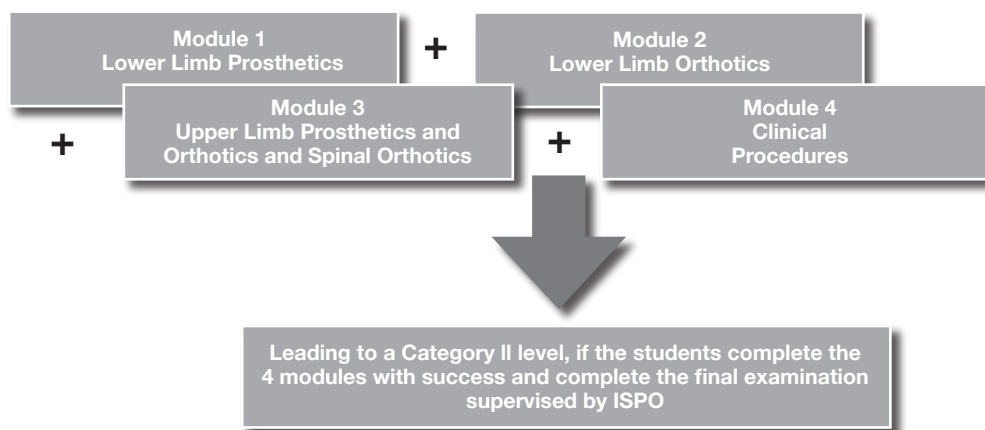 Module 1
Lower Limb Prosthetics
+
Module 2
Lower Limb Orthotics
+
Module 3
Upper Limb Prosthetics and
Orthotics and Spinal Orthotics
+
Module 4
Clinical
Procedures
Leading to a Category II level, if the students complete the
4 modules with success and complete the final examination
supervised by ISPO